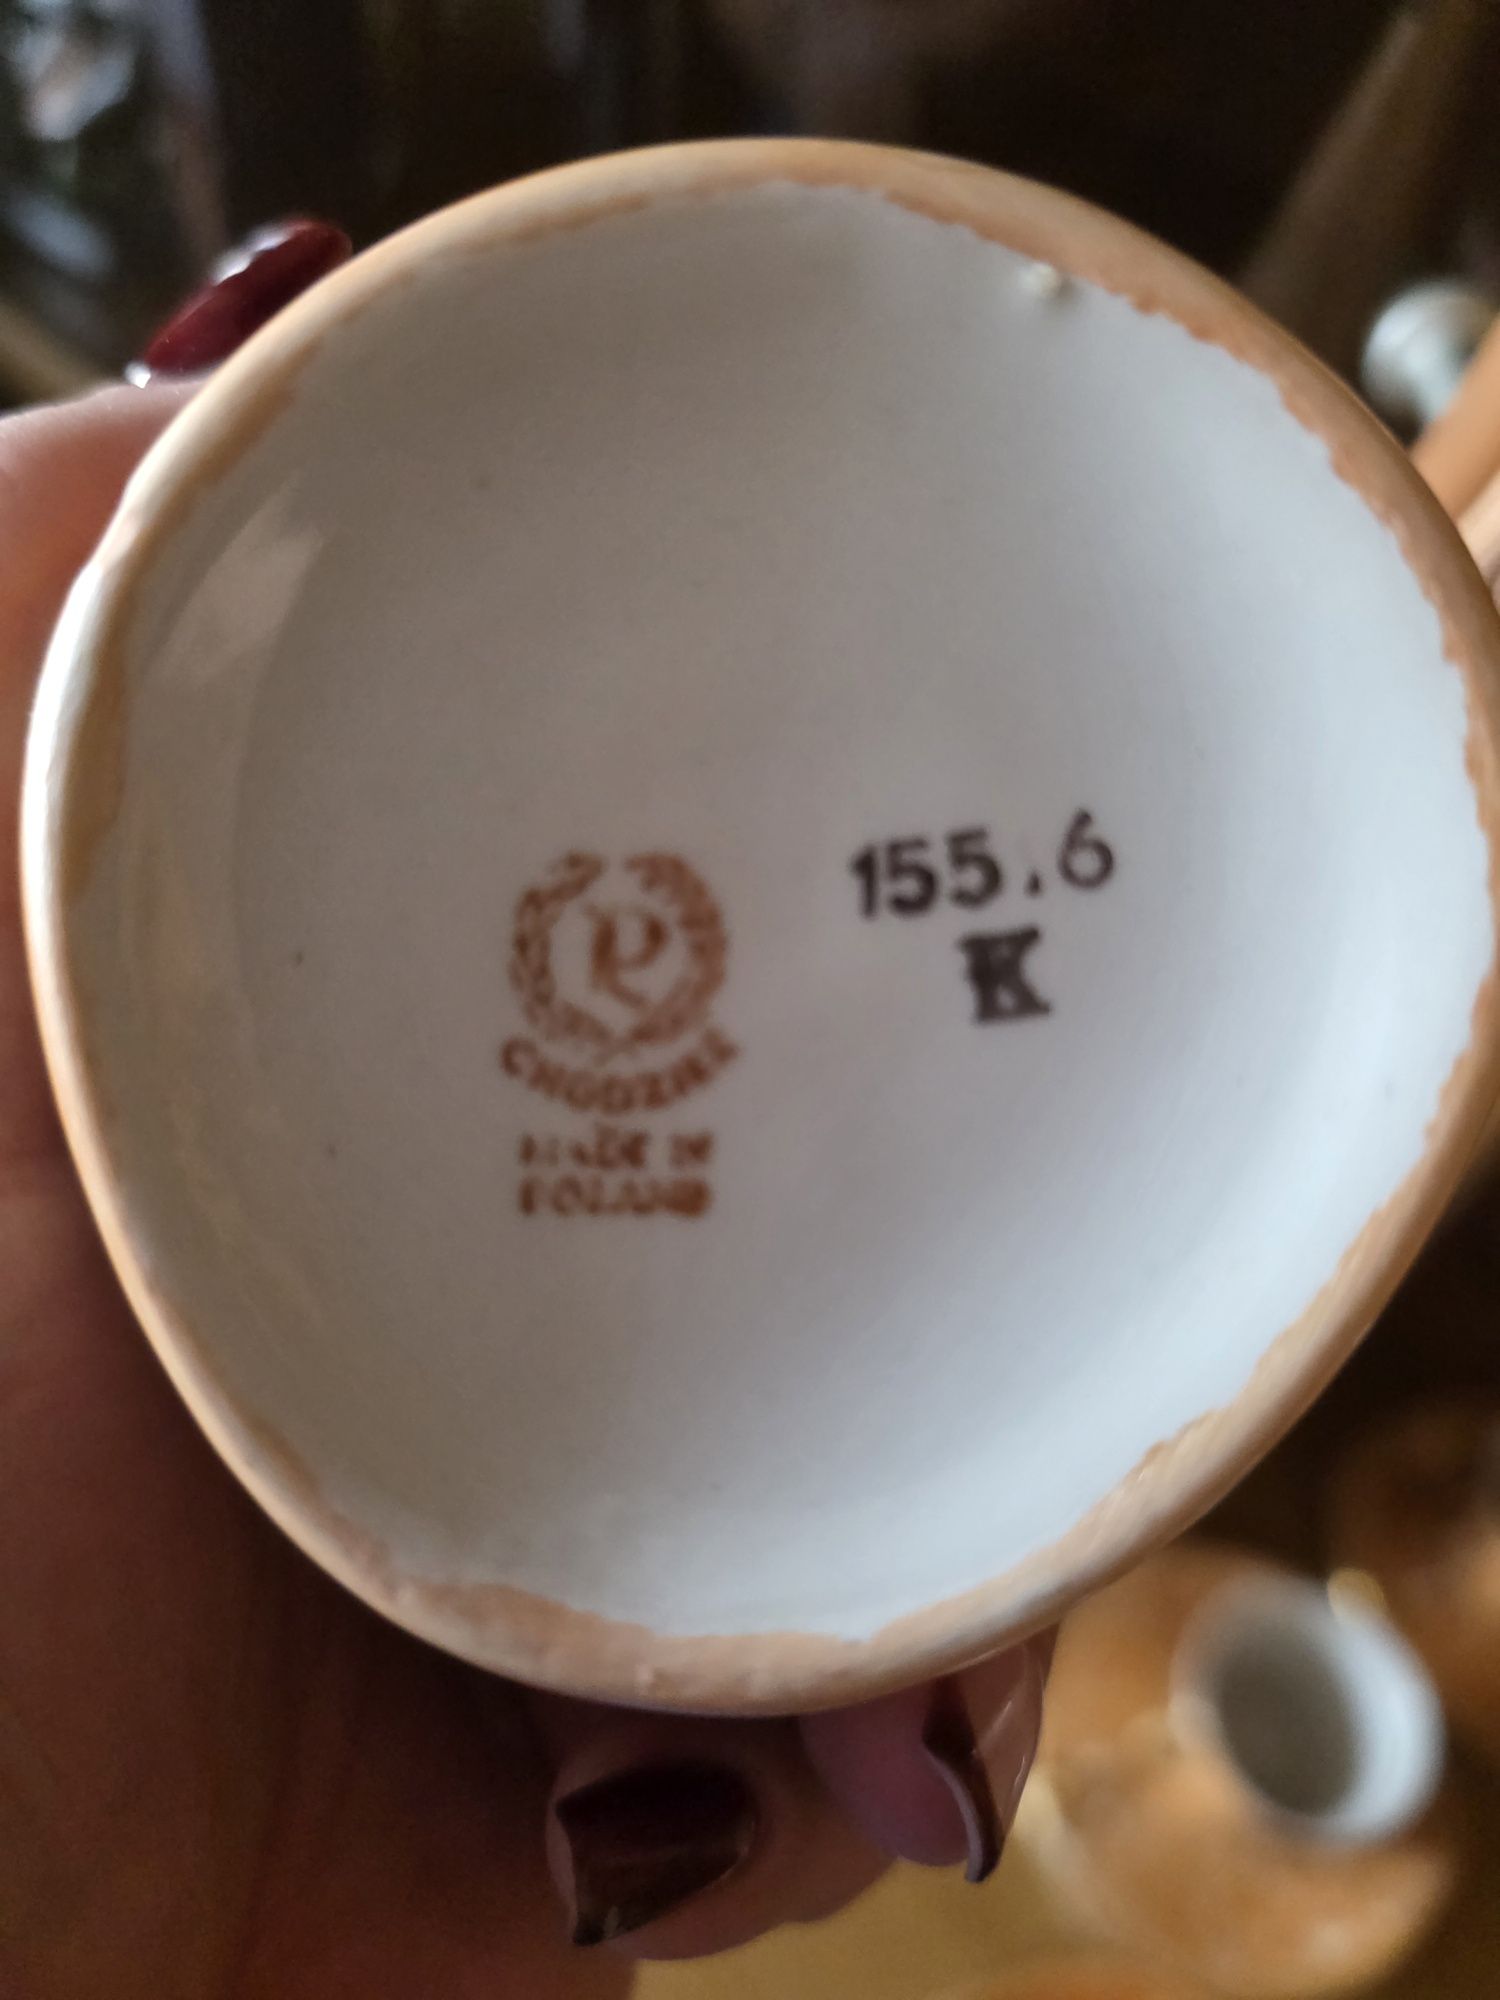 155.6
K
P
CHODZIEŻ
MADE IN
POLAND